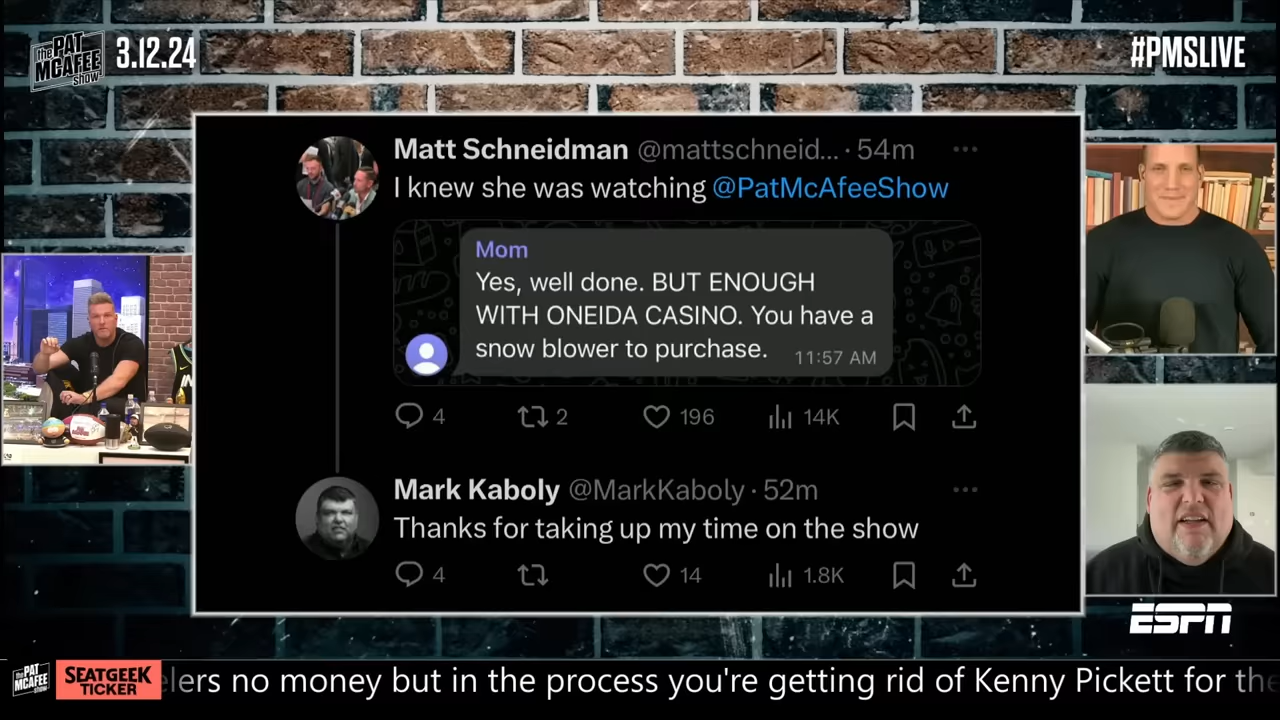 the PAT MCAFEE show 3.12.24
#PMSLIVE
Matt Schneidman @mattschneid... · 54m
I knew she was watching @PatMcAfeeShow
Mom
Yes, well done. BUT ENOUGH
WITH ONEIDA CASINO. You have a
snow blower to purchase. 11:57 AM
4 2 196 14K
Mark Kaboly @MarkKaboly · 52m
Thanks for taking up my time on the show
4 14 1.8K
ESPN
the PAT MCAFEE show SEATGEEK TICKER elers no money but in the process you're getting rid of Kenny Pickett for the